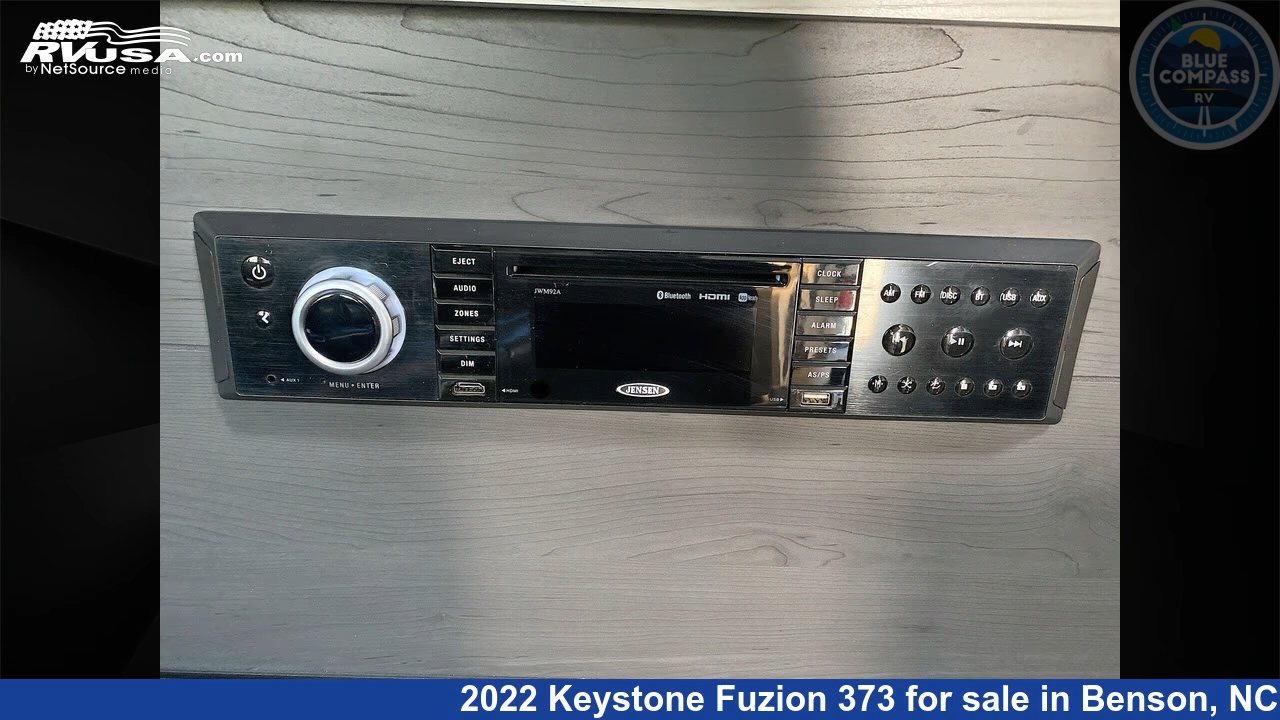 RVUSA.com
by NetSource media
BLUE
COMPASS
RV
EJECT
AUDIO
ZONES
SETTINGS
DIM
AUX 1
MENU • ENTER
JWM92A
Bluetooth
HDMI
HDMI
JENSEN
USB
CLOCK
SLEEP
ALARM
PRESETS
AS/PS
AM
FM
DISC
BT
USB
AUX
2022 Keystone Fuzion 373 for sale in Benson, NC